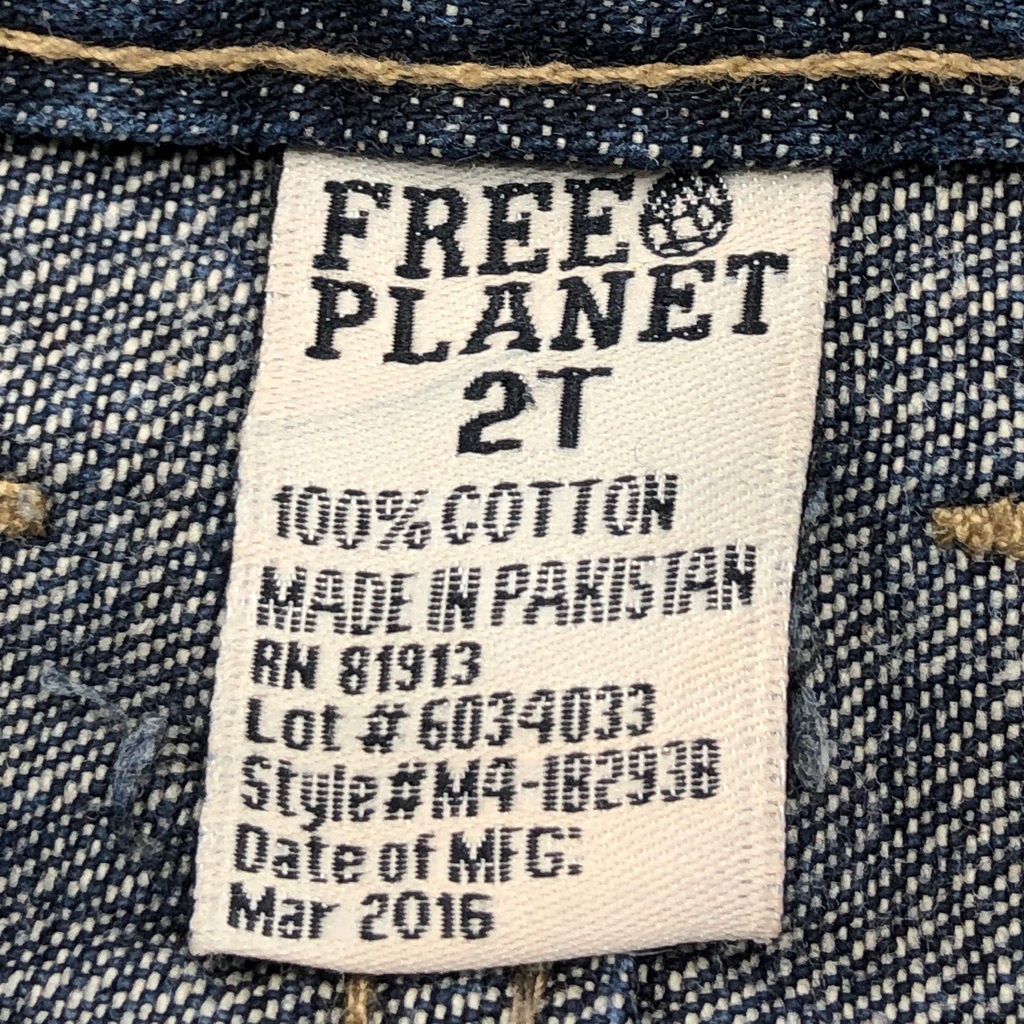 FREE
PLANET
2T
100% COTTON
MADE IN PAKISTAN
RN 81913
Lot # 6034033
Style#M4-182938
Date of MFG:
Mar 2016